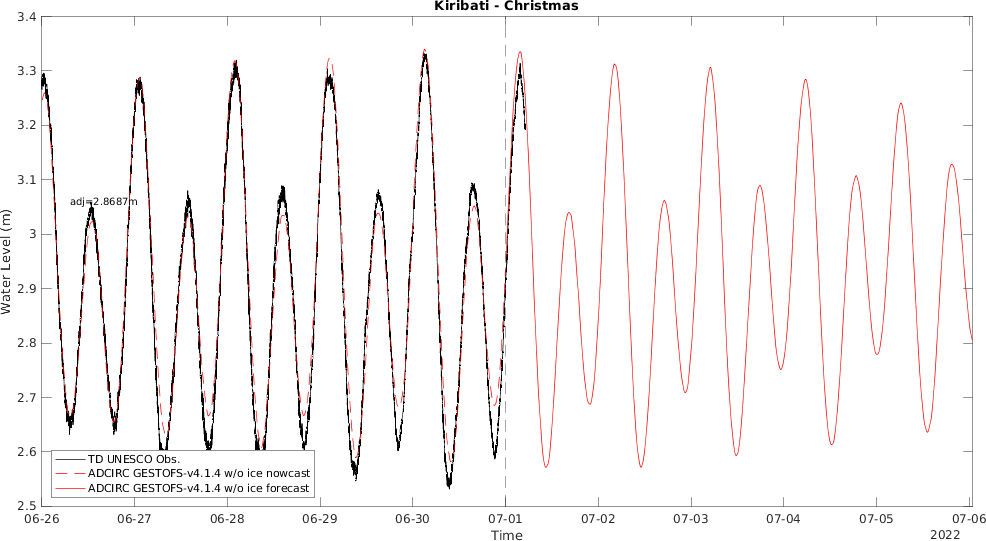 Kiribati - Christmas
3.4
3.3
3.2
3.1
3
2.9
2.8
2.7
2.6
2.5
Water Level (m)
adj=2.8687m
TD UNESCO Obs.
ADCIRC GESTOFS-v4.1.4 w/o ice nowcast
ADCIRC GESTOFS-v4.1.4 w/o ice forecast
06-26 06-27 06-28 06-29 06-30 07-01 07-02 07-03 07-04 07-05 07-06
Time
2022